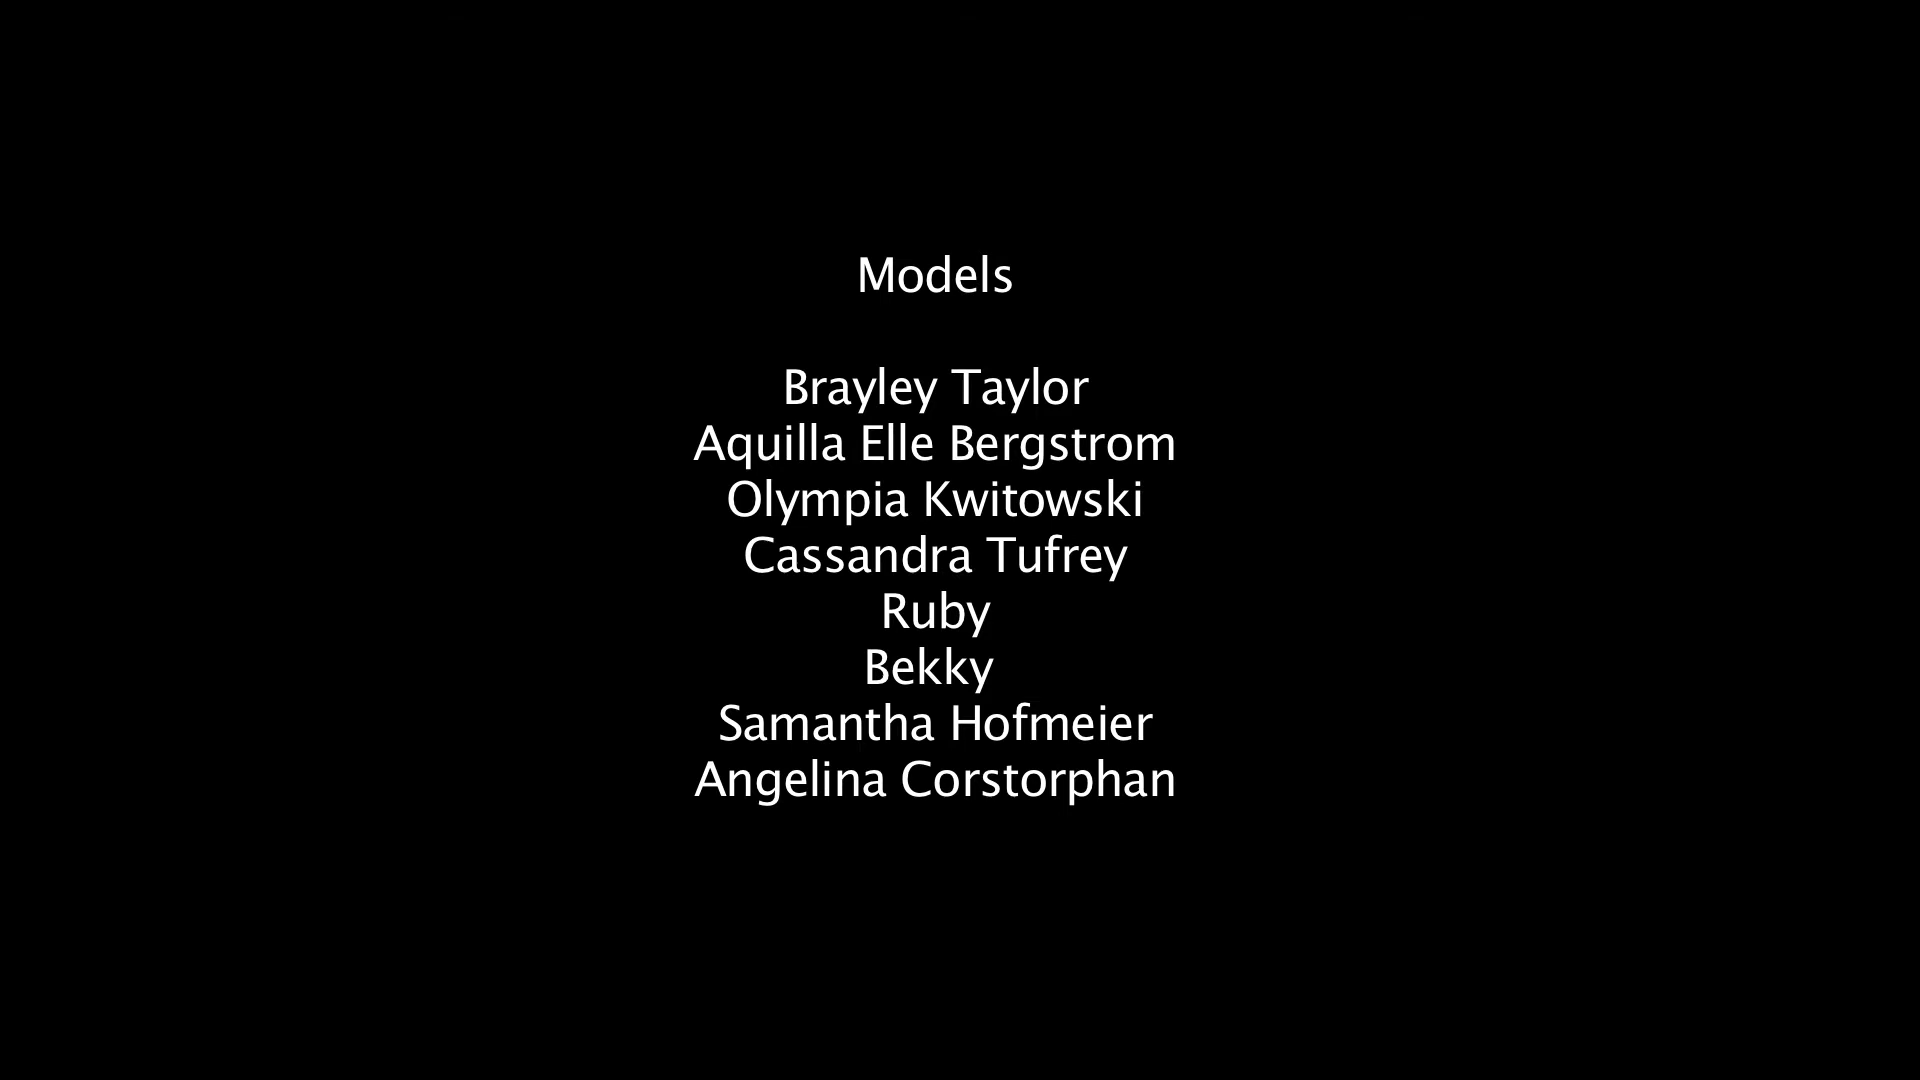 Models
Brayley Taylor
Aquilla Elle Bergstrom
Olympia Kwitowski
Cassandra Tufrey
Ruby
Bekky
Samantha Hofmeier
Angelina Corstorphan